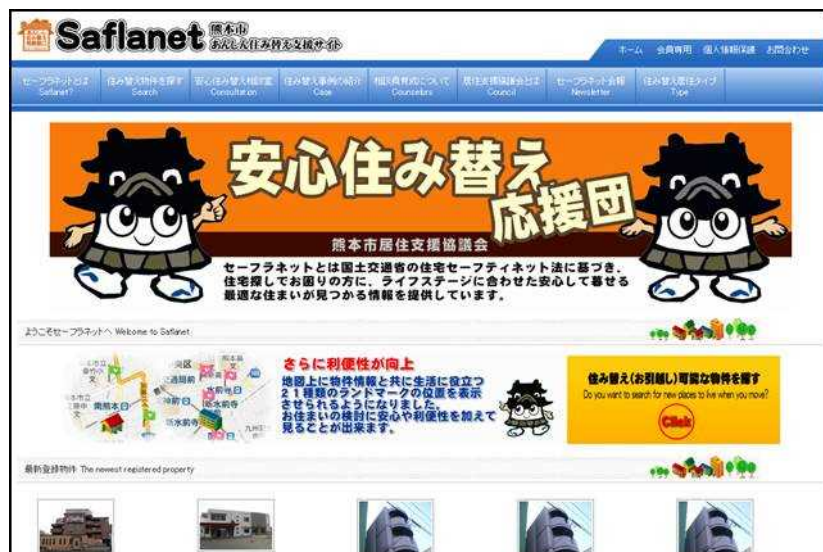 Saflanet 熊本市
あんしん住み替え支援サイト
ホーム 会員専用 個人情報保護 お問合わせ
セーフラネットとは 住み替え物件を探す 安心住み替え相談室 住み替え事例の紹介 相談員育成について 居住支援協議会とは セーフラネット会報 住み替え居住タイプ
Saflanet? Search Consultation Case Counselors Council Newsletter Type
安心住み替え
応援団
熊本市居住支援協議会
セーフラネットとは国土交通省の住宅セーフティネット法に基づき、
住宅探してお困りの方に、ライフステージに合わせた安心して暮せる
最適な住まいが見つかる情報を提供しています。
ようこそセーフラネットへ Welcome to Saflanet
さらに利便性が向上
地図上に物件情報と共に生活に役立つ
21種類のランドマークの位置を表示
させられるようになりました。
お住まいの検討に安心や利便性を加えて
見ることが出来ます。
南熊本
新水前寺
水前寺
住み替え(お引越し)可能な物件を探す
Do you want to search for new places to live when you move?
Click
最新登録物件 The newest registered property